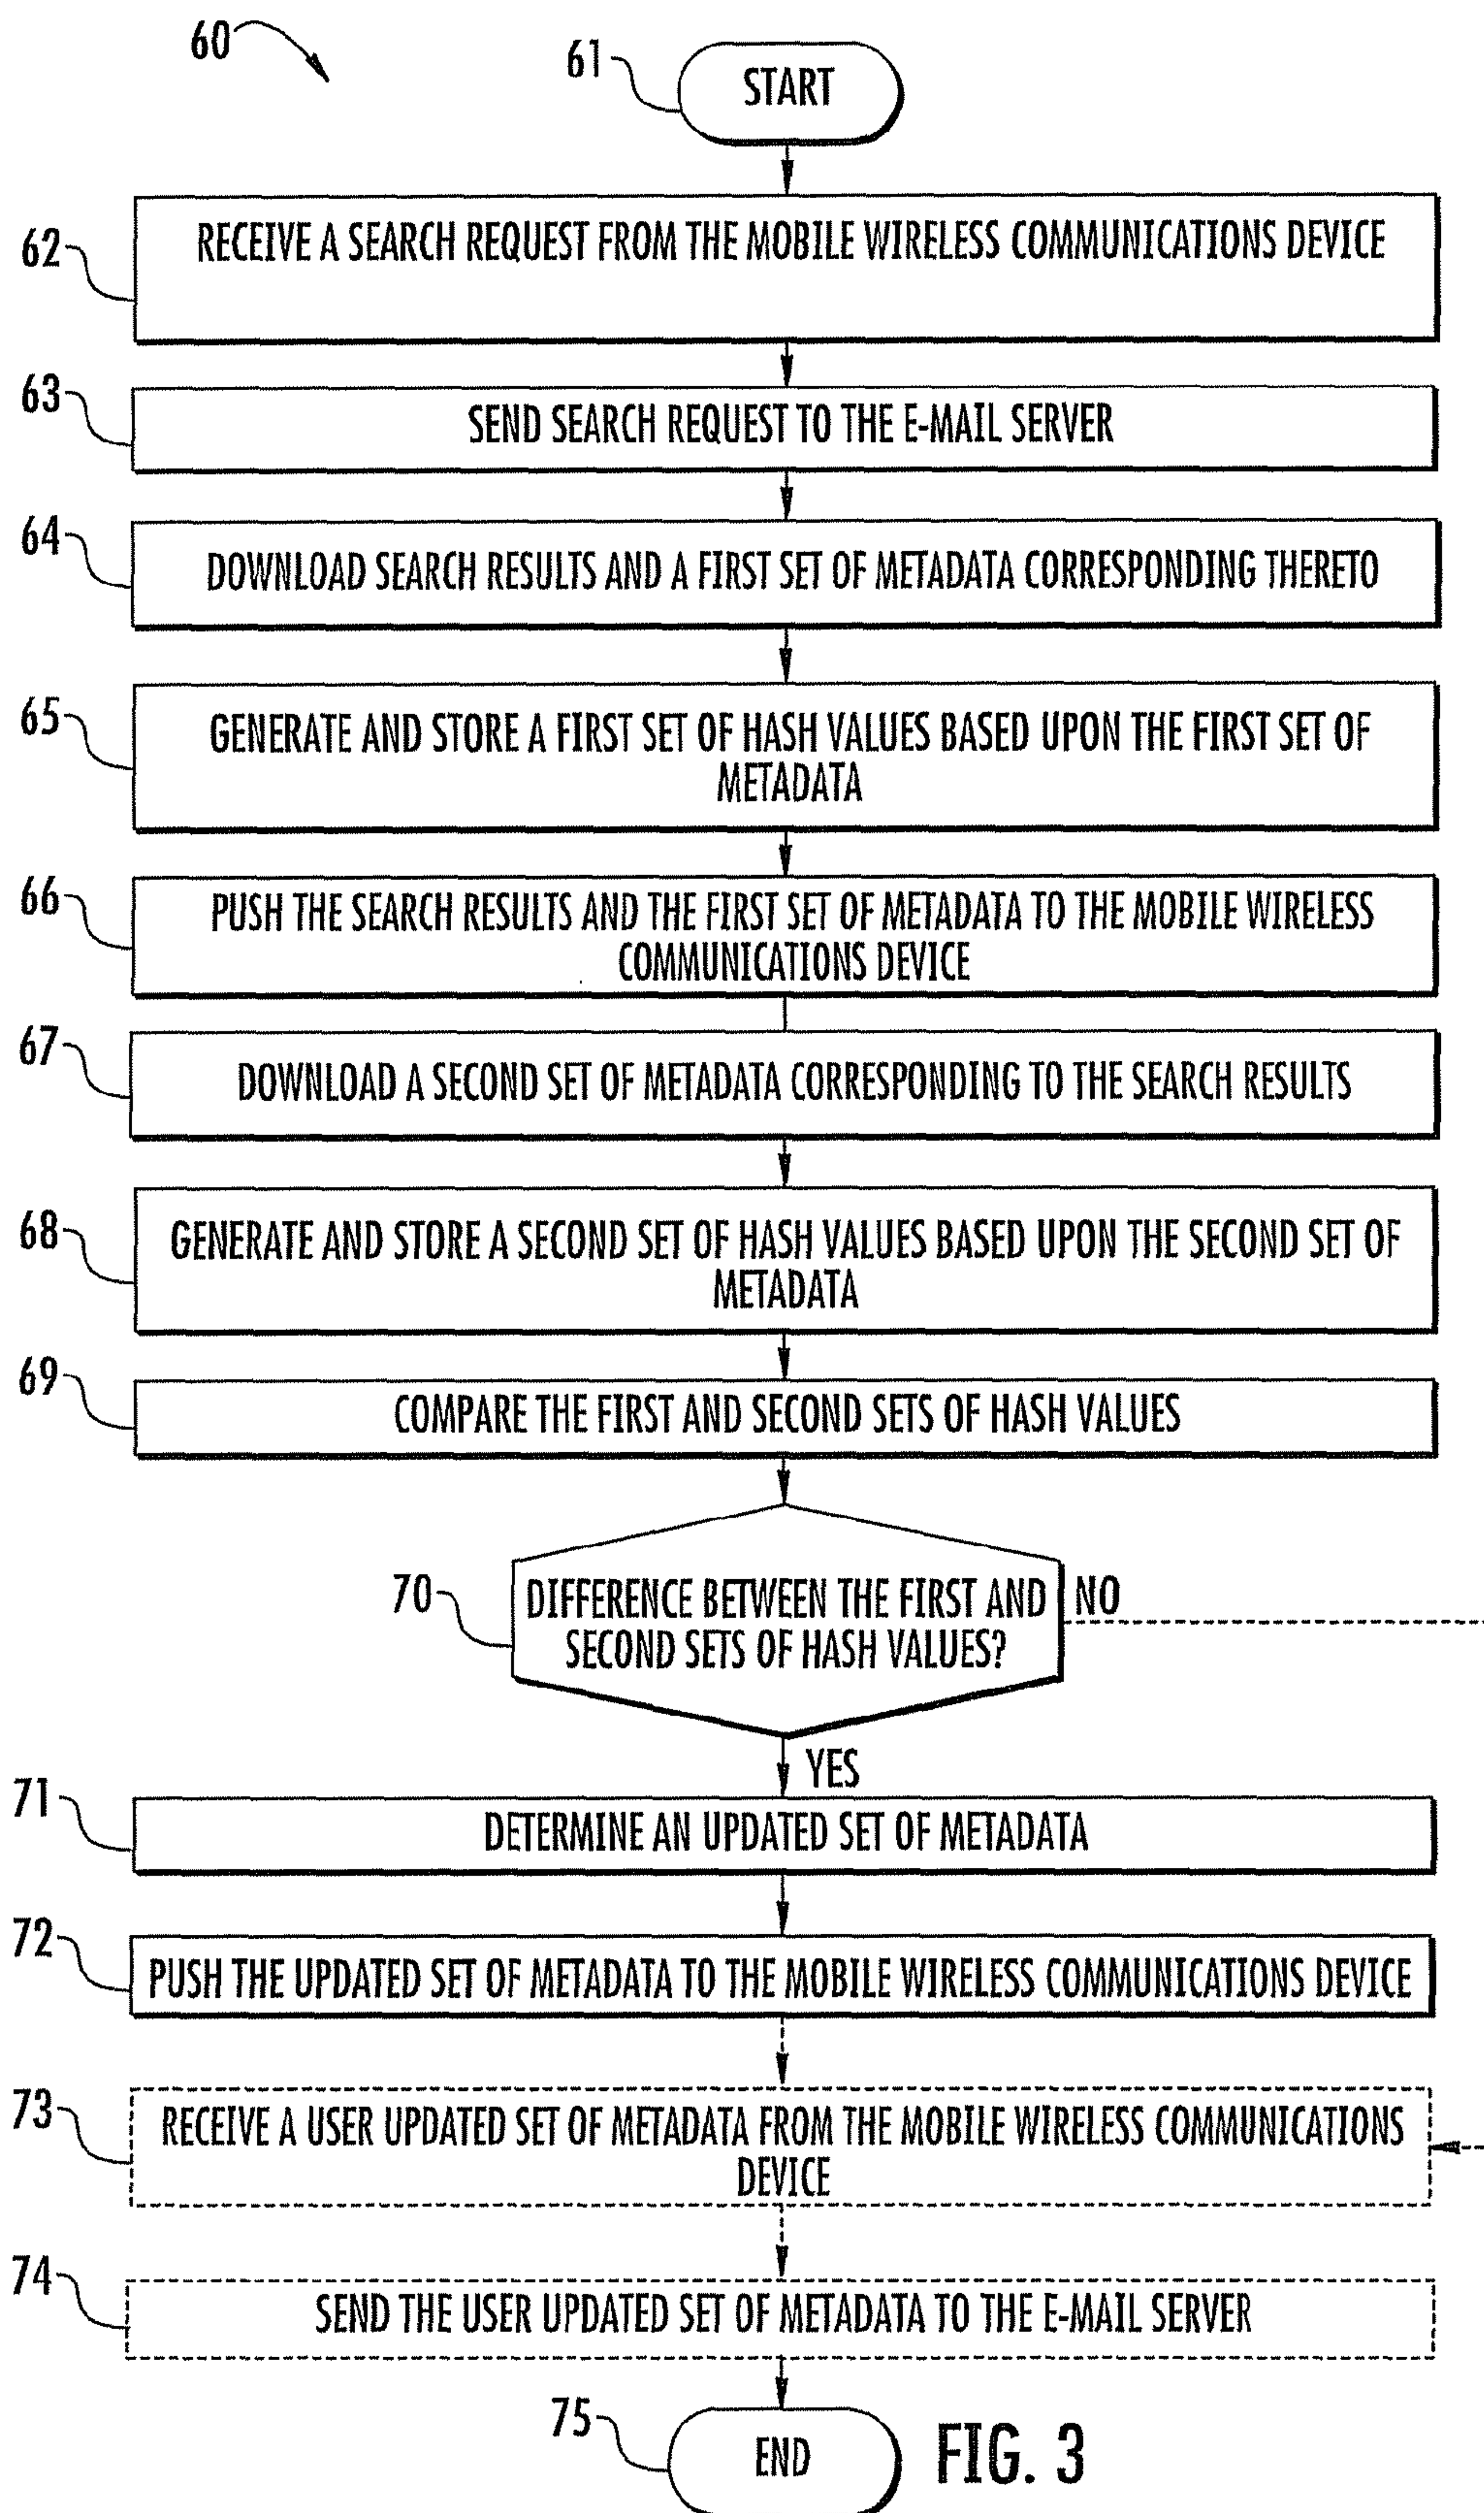 60
61
START
62
RECEIVE A SEARCH REQUEST FROM THE MOBILE WIRELESS COMMUNICATIONS DEVICE
63
SEND SEARCH REQUEST TO THE E-MAIL SERVER
64
DOWNLOAD SEARCH RESULTS AND A FIRST SET OF METADATA CORRESPONDING THERETO
65
GENERATE AND STORE A FIRST SET OF HASH VALUES BASED UPON THE FIRST SET OF
METADATA
66
PUSH THE SEARCH RESULTS AND THE FIRST SET OF METADATA TO THE MOBILE WIRELESS
COMMUNICATIONS DEVICE
67
DOWNLOAD A SECOND SET OF METADATA CORRESPONDING TO THE SEARCH RESULTS
68
GENERATE AND STORE A SECOND SET OF HASH VALUES BASED UPON THE SECOND SET OF
METADATA
69
COMPARE THE FIRST AND SECOND SETS OF HASH VALUES
70
DIFFERENCE BETWEEN THE FIRST AND
SECOND SETS OF HASH VALUES?
NO
YES
71
DETERMINE AN UPDATED SET OF METADATA
72
PUSH THE UPDATED SET OF METADATA TO THE MOBILE WIRELESS COMMUNICATIONS DEVICE
73
RECEIVE A USER UPDATED SET OF METADATA FROM THE MOBILE WIRELESS COMMUNICATIONS
DEVICE
74
SEND THE USER UPDATED SET OF METADATA TO THE E-MAIL SERVER
75
END
FIG. 3